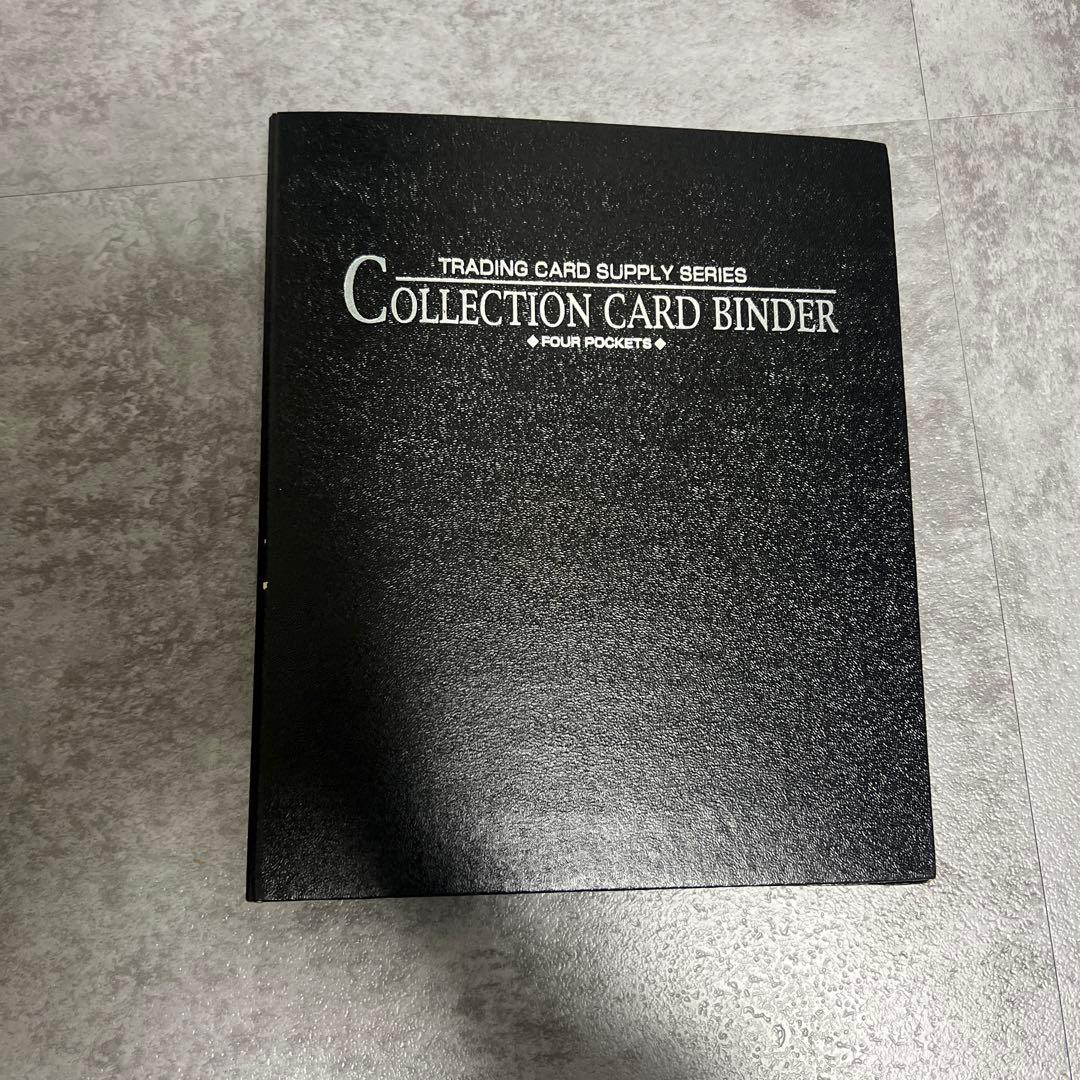 TRADING CARD SUPPLY SERIES
COLLECTION CARD BINDER
◆FOUR POCKETS◆